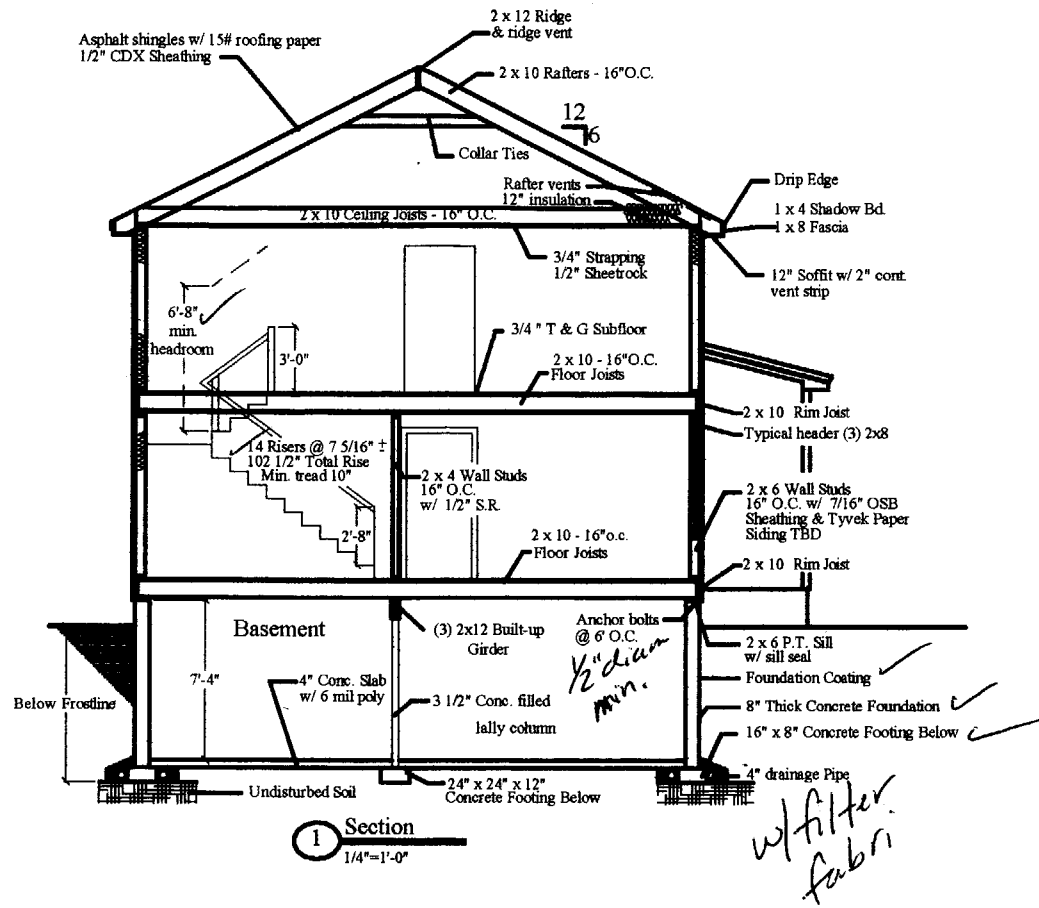 2 x 12 Ridge
& ridge vent
Asphalt shingles w/ 15# roofing paper
1/2" CDX Sheathing
2 x 10 Rafters - 16"O.C.
12
6
Collar Ties
Rafter vents
12" insulation
Drip Edge
1 x 4 Shadow Bd.
1 x 8 Fascia
2 x 10 Ceiling Joists - 16" O.C.
3/4" Strapping
1/2" Sheetrock
12" Soffit w/ 2" cont.
vent strip
6'-8"
min.
headroom
3'-0"
3/4 " T & G Subfloor
2 x 10 - 16"O.C.
Floor Joists
2 x 10 Rim Joist
Typical header (3) 2x8
14 Risers @ 7 5/16" ±
102 1/2" Total Rise
Min. tread 10"
2 x 4 Wall Studs
16" O.C.
w/ 1/2" S.R.
2 x 6 Wall Studs
16" O.C. w/ 7/16" OSB
Sheathing & Tyvek Paper
Siding TBD
2'-8"
2 x 10 - 16"o.c.
Floor Joists
2 x 10 Rim Joist
Basement
(3) 2x12 Built-up
Girder
Anchor bolts
@ 6' O.C.
1/2" diam
min.
2 x 6 P.T. Sill
w/ sill seal
Foundation Coating
7'-4"
4" Conc. Slab
w/ 6 mil poly
Below Frostline
3 1/2" Conc. filled
lally column
8" Thick Concrete Foundation
16" x 8" Concrete Footing Below
4" drainage Pipe
Undisturbed Soil
24" x 24" x 12"
Concrete Footing Below
w/ filter
fabri
1
Section
1/4"=1'-0"